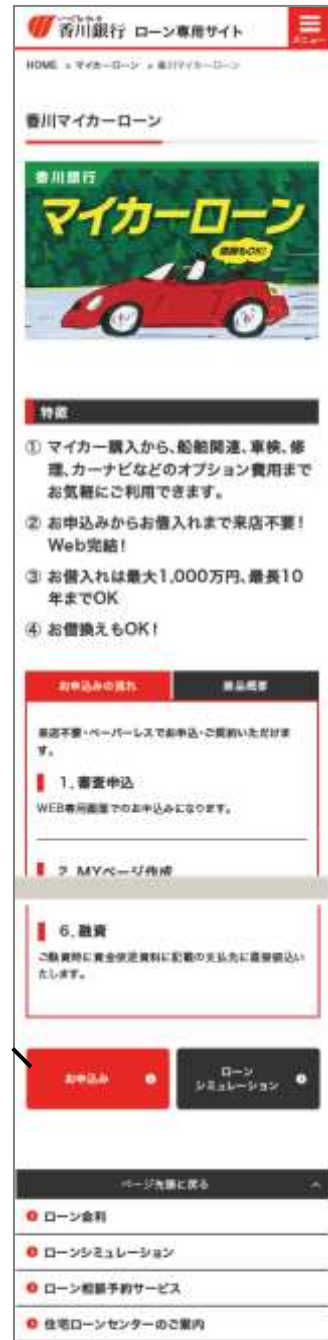 香川銀行 ローン専用サイト
メニュー
HOME » マイカーローン » 香川マイカーローン
香川マイカーローン
香川銀行
マイカーローン
借換もOK!
特徴
① マイカー購入から、船舶関連、車検、修
理、カーナビなどのオプション費用まで
お気軽にご利用できます。
② お申込みからお借入れまで来店不要!
Web完結!
③ お借入れは最大1,000万円、最長10
年までOK
④ お借換えもOK!
お申込みの流れ
商品概要
来店不要・ペーパーレスでお申込・ご契約いただけま
す。
1. 審査申込
WEB専用画面でのお申込みになります。
2. MYページ作成
6. 融資
ご融資時に資金使途資料に記載の支払先に直接振込い
たします。
お申込み
ローン
シミュレーション
ページ先頭に戻る
ローン金利
ローンシミュレーション
ローン相談予約サービス
住宅ローンセンターのご案内